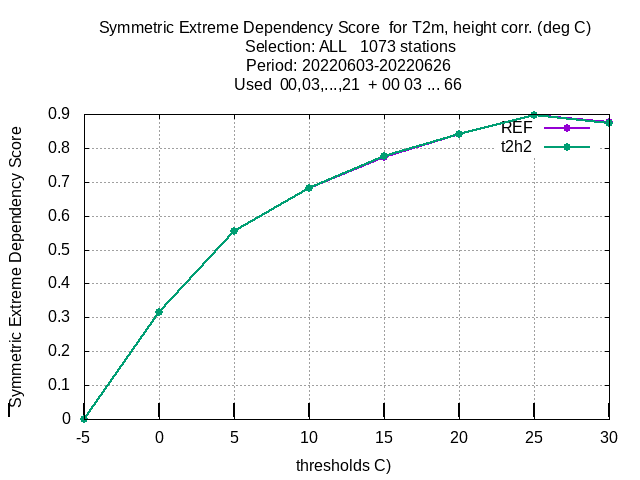 Symmetric Extreme Dependency Score  for T2m, height corr. (deg C)
Selection: ALL   1073 stations
Period: 20220603-20220626
Used  00,03,...,21  + 00 03 ... 66
Symmetric Extreme Dependency Score
0.9
0.8
0.7
0.6
0.5
0.4
0.3
0.2
0.1
0
REF
t2h2
-5 0 5 10 15 20 25 30
thresholds C)